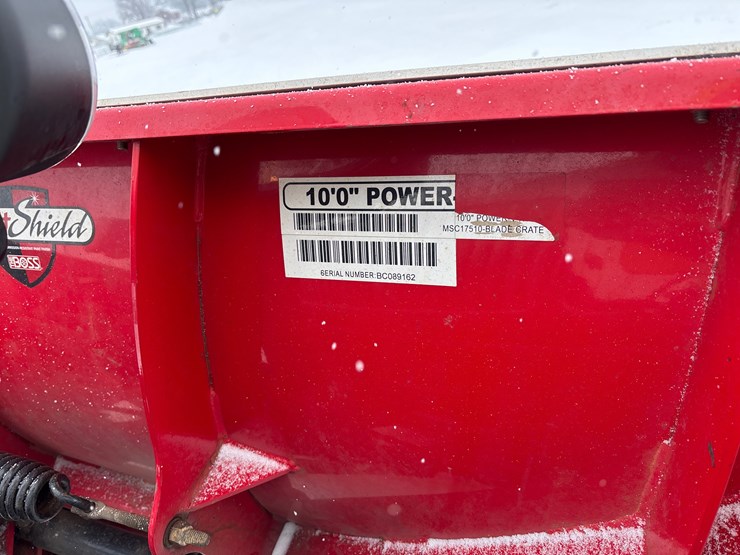 10'0" POWER-
10'0" POWER
MSC17510-BLADE CRATE
SERIAL NUMBER:BC089162
Shield
BOSS